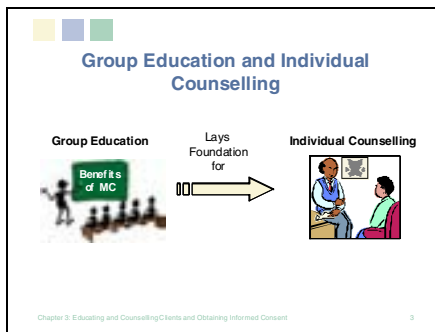 Group Education and Individual
Counselling
Group Education
Lays
Foundation
for
Individual Counselling
Benefits
of MC
Chapter 3: Educating and Counselling Clients and Obtaining Informed Consent
3